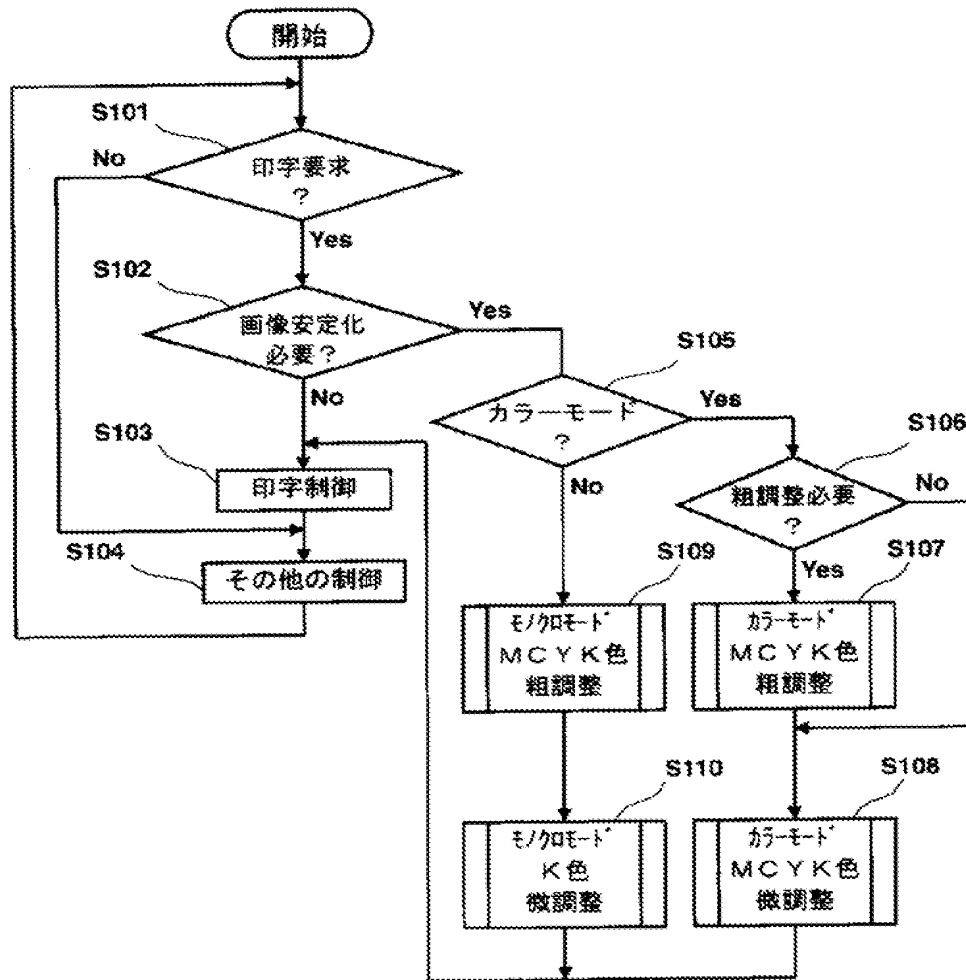 開始
S101
No
印字要求
?
Yes
S102
画像安定化
必要?
Yes
No
S105
カラーモード
?
Yes
No
S103
印字制御
S106
粗調整必要
?
No
Yes
S104
その他の制御
S109
モノクロモード
MCYK色
粗調整
S107
カラーモード
MCYK色
粗調整
S110
モノクロモード
K色
微調整
S108
カラーモード
MCYK色
微調整